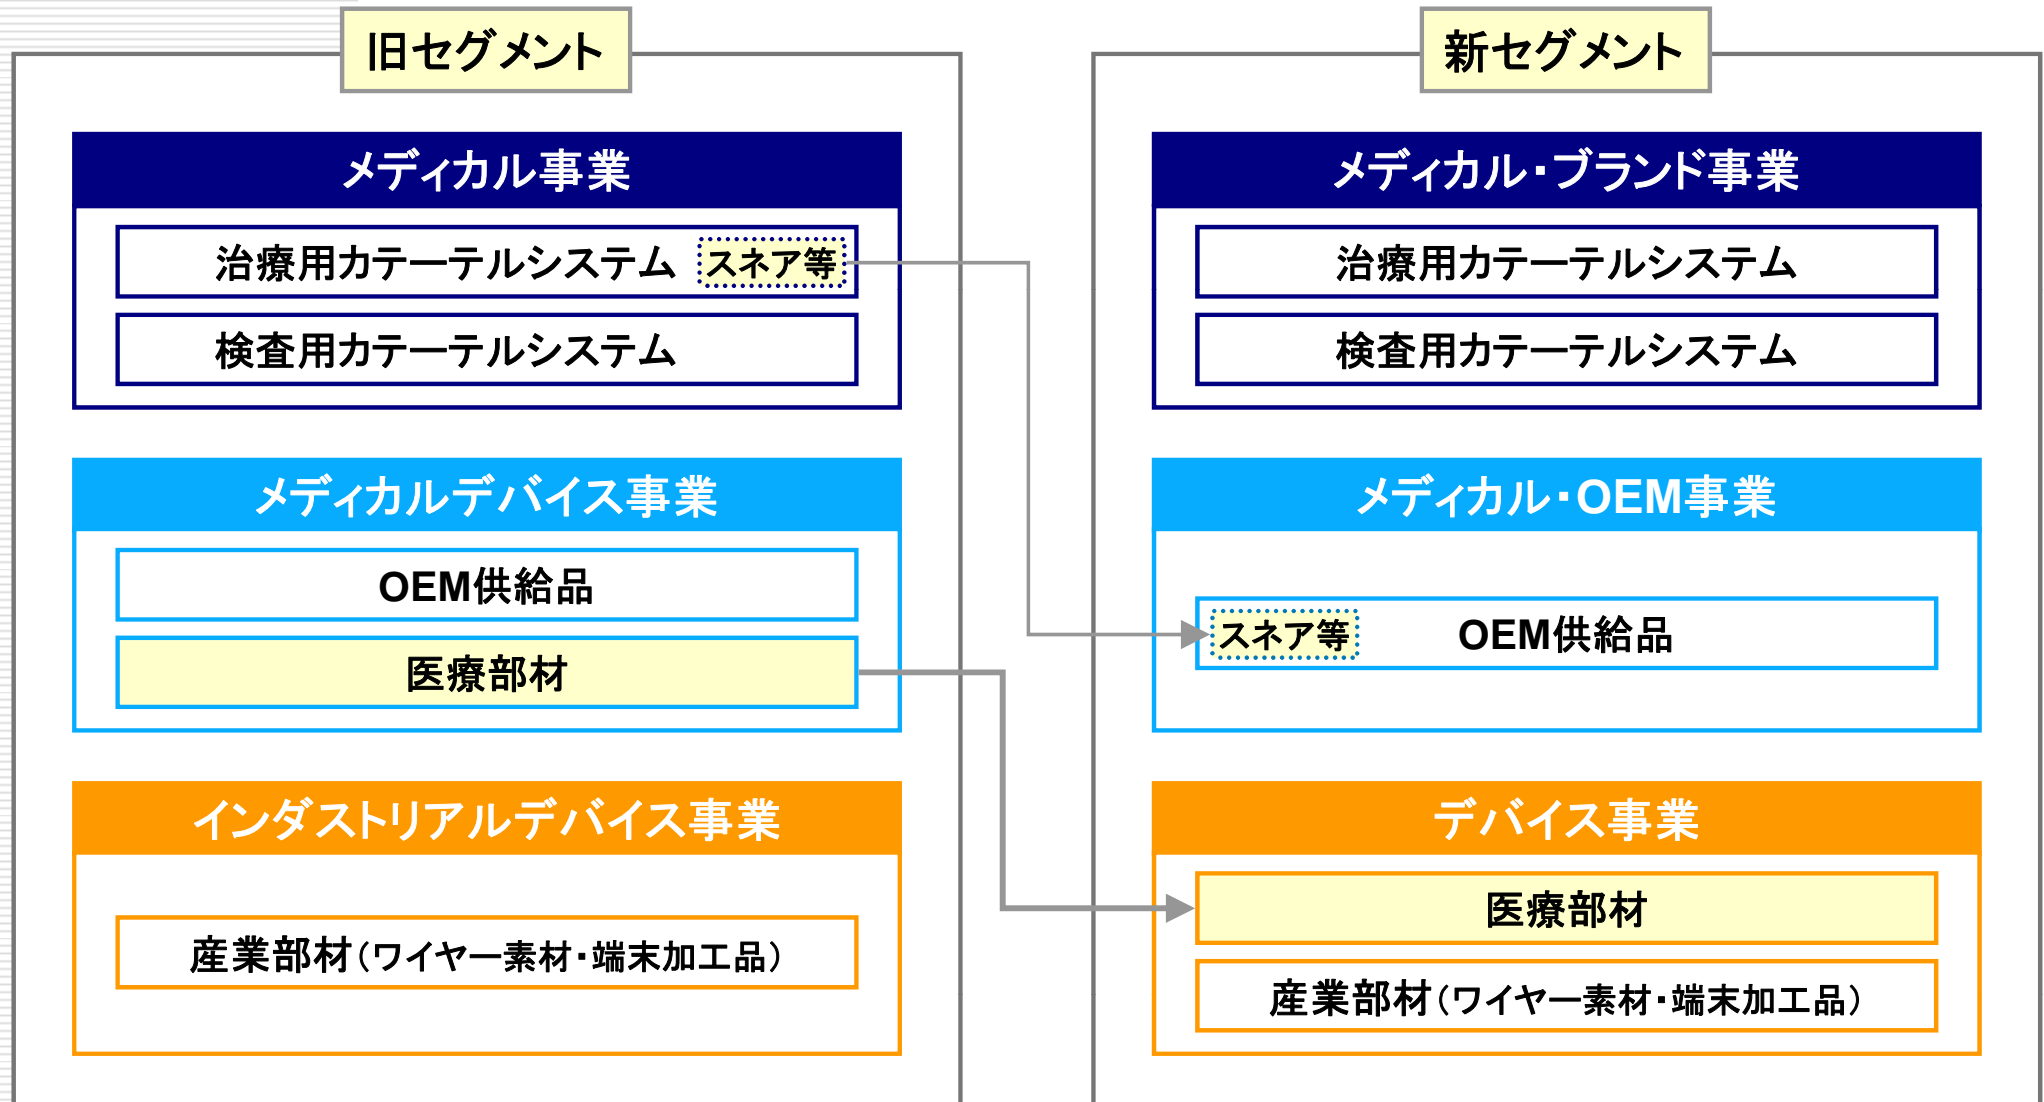 旧セグメント
メディカル事業
治療用カテーテルシステム スネア等
検査用カテーテルシステム
メディカルデバイス事業
OEM供給品
医療部材
インダストリアルデバイス事業
産業部材（ワイヤー素材・端末加工品）
新セグメント
メディカル・ブランド事業
治療用カテーテルシステム
検査用カテーテルシステム
メディカル・OEM事業
スネア等 OEM供給品
デバイス事業
医療部材
産業部材（ワイヤー素材・端末加工品）